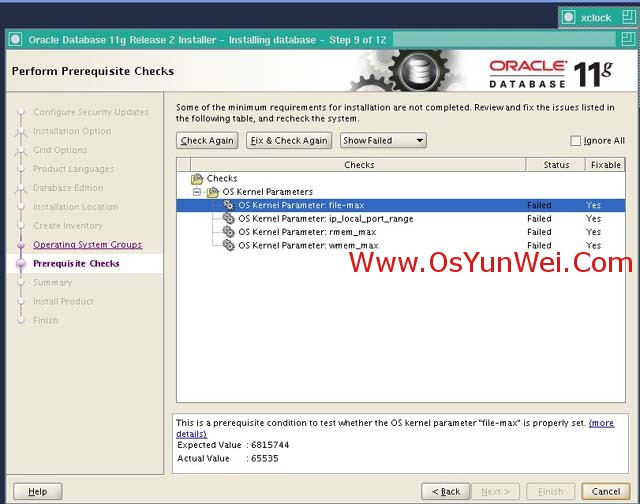 xclock
Oracle Database 11g Release 2 Installer - Installing database - Step 9 of 12
Perform Prerequisite Checks
ORACLE
DATABASE
11g
Configure Security Updates
Installation Option
Grid Options
Product Languages
Database Edition
Installation Location
Create Inventory
Operating System Groups
Prerequisite Checks
Summary
Install Product
Finish
Some of the minimum requirements for installation are not completed. Review and fix the issues listed in
the following table, and recheck the system.
Check Again Fix & Check Again Show Failed Ignore All
Checks Status Fixable
Checks
OS Kernel Parameters
OS Kernel Parameter: file-max Failed Yes
OS Kernel Parameter: ip_local_port_range Failed Yes
OS Kernel Parameter: rmem_max Failed Yes
OS Kernel Parameter: wmem_max Failed Yes
Www.OsYunWei.Com
This is a prerequisite condition to test whether the OS kernel parameter "file-max" is properly set. (more
details)
Expected Value : 6815744
Actual Value : 65535
Help < Back Next > Finish Cancel